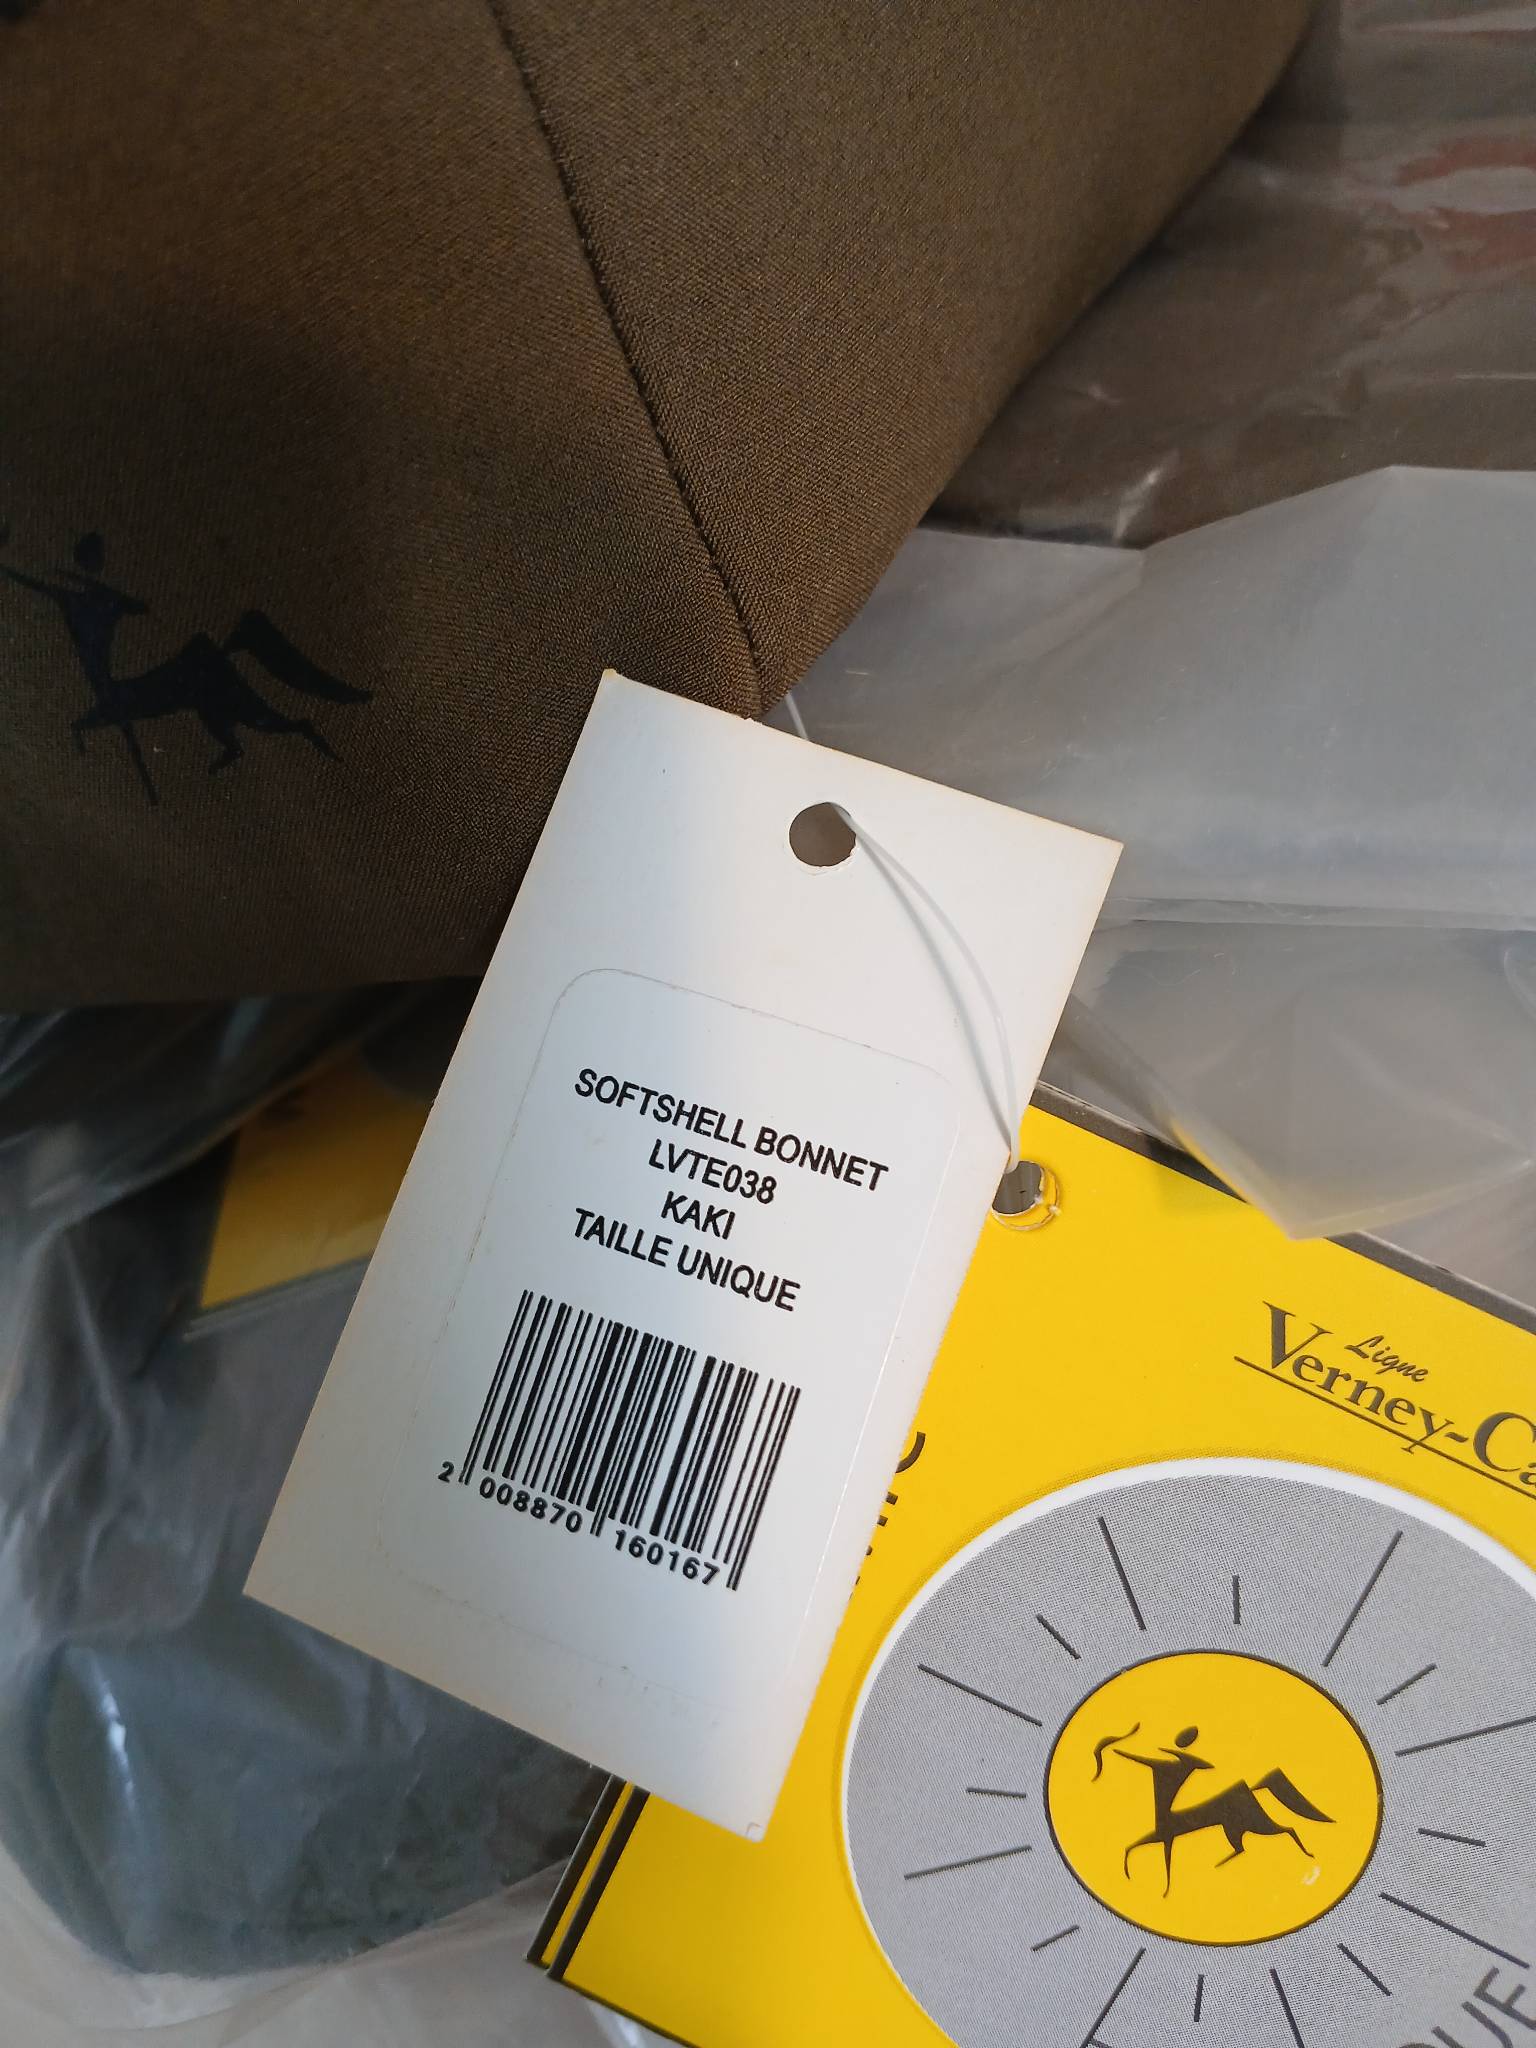 SOFTSHELL BONNET
LVTE038
KAKI
TAILLE UNIQUE
2 008870 160167
Ligne
Verney-Ca